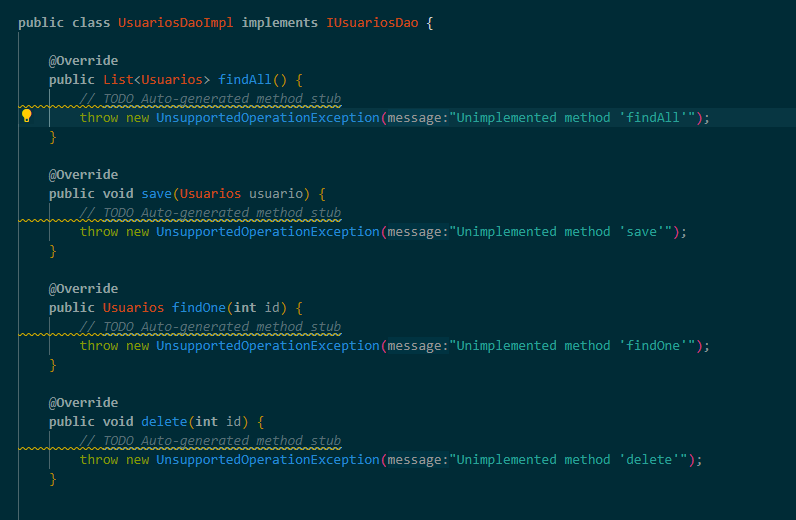 public class UsuariosDaoImpl implements IUsuariosDao {
@Override
public List<Usuarios> findAll() {
// TODO Auto-generated method stub
throw new UnsupportedOperationException(message:"Unimplemented method 'findAll'");
}
@Override
public void save(Usuarios usuario) {
// TODO Auto-generated method stub
throw new UnsupportedOperationException(message:"Unimplemented method 'save'");
}
@Override
public Usuarios findOne(int id) {
// TODO Auto-generated method stub
throw new UnsupportedOperationException(message:"Unimplemented method 'findOne'");
}
@Override
public void delete(int id) {
// TODO Auto-generated method stub
throw new UnsupportedOperationException(message:"Unimplemented method 'delete'");
}